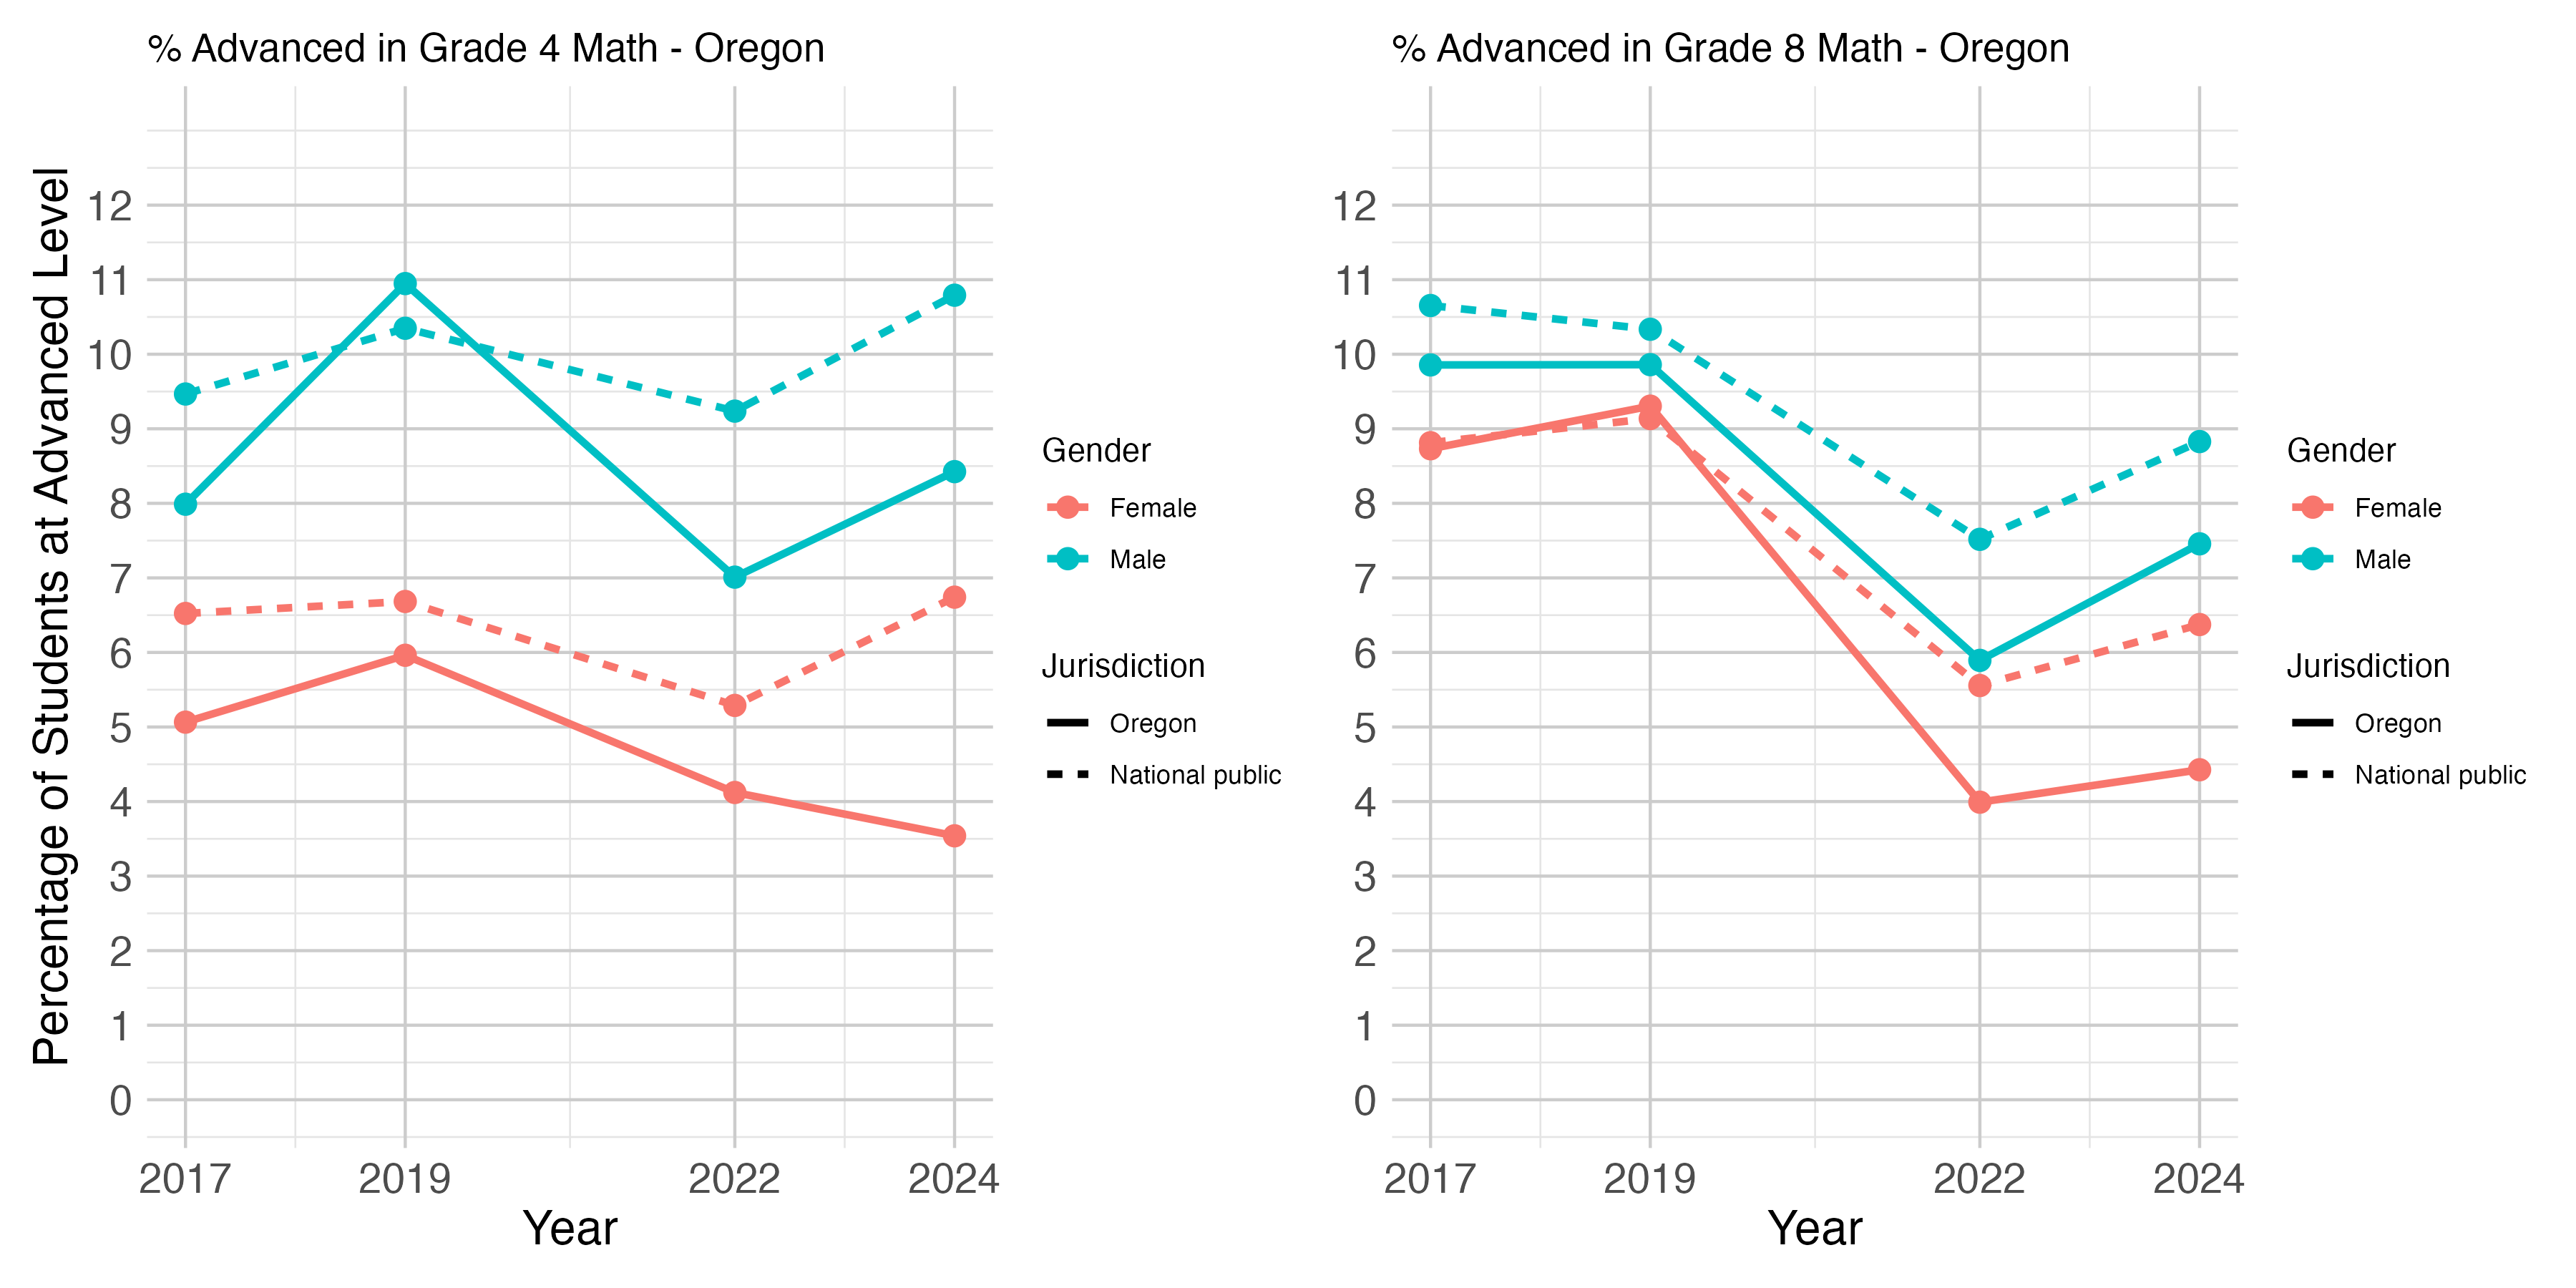 % Advanced in Grade 4 Math - Oregon
Percentage of Students at Advanced Level
12
11
10
9
8
7
6
5
4
3
2
1
0
2017 2019 2022 2024
Year
Gender
Female
Male
Jurisdiction
Oregon
National public
% Advanced in Grade 8 Math - Oregon
12
11
10
9
8
7
6
5
4
3
2
1
0
2017 2019 2022 2024
Year
Gender
Female
Male
Jurisdiction
Oregon
National public